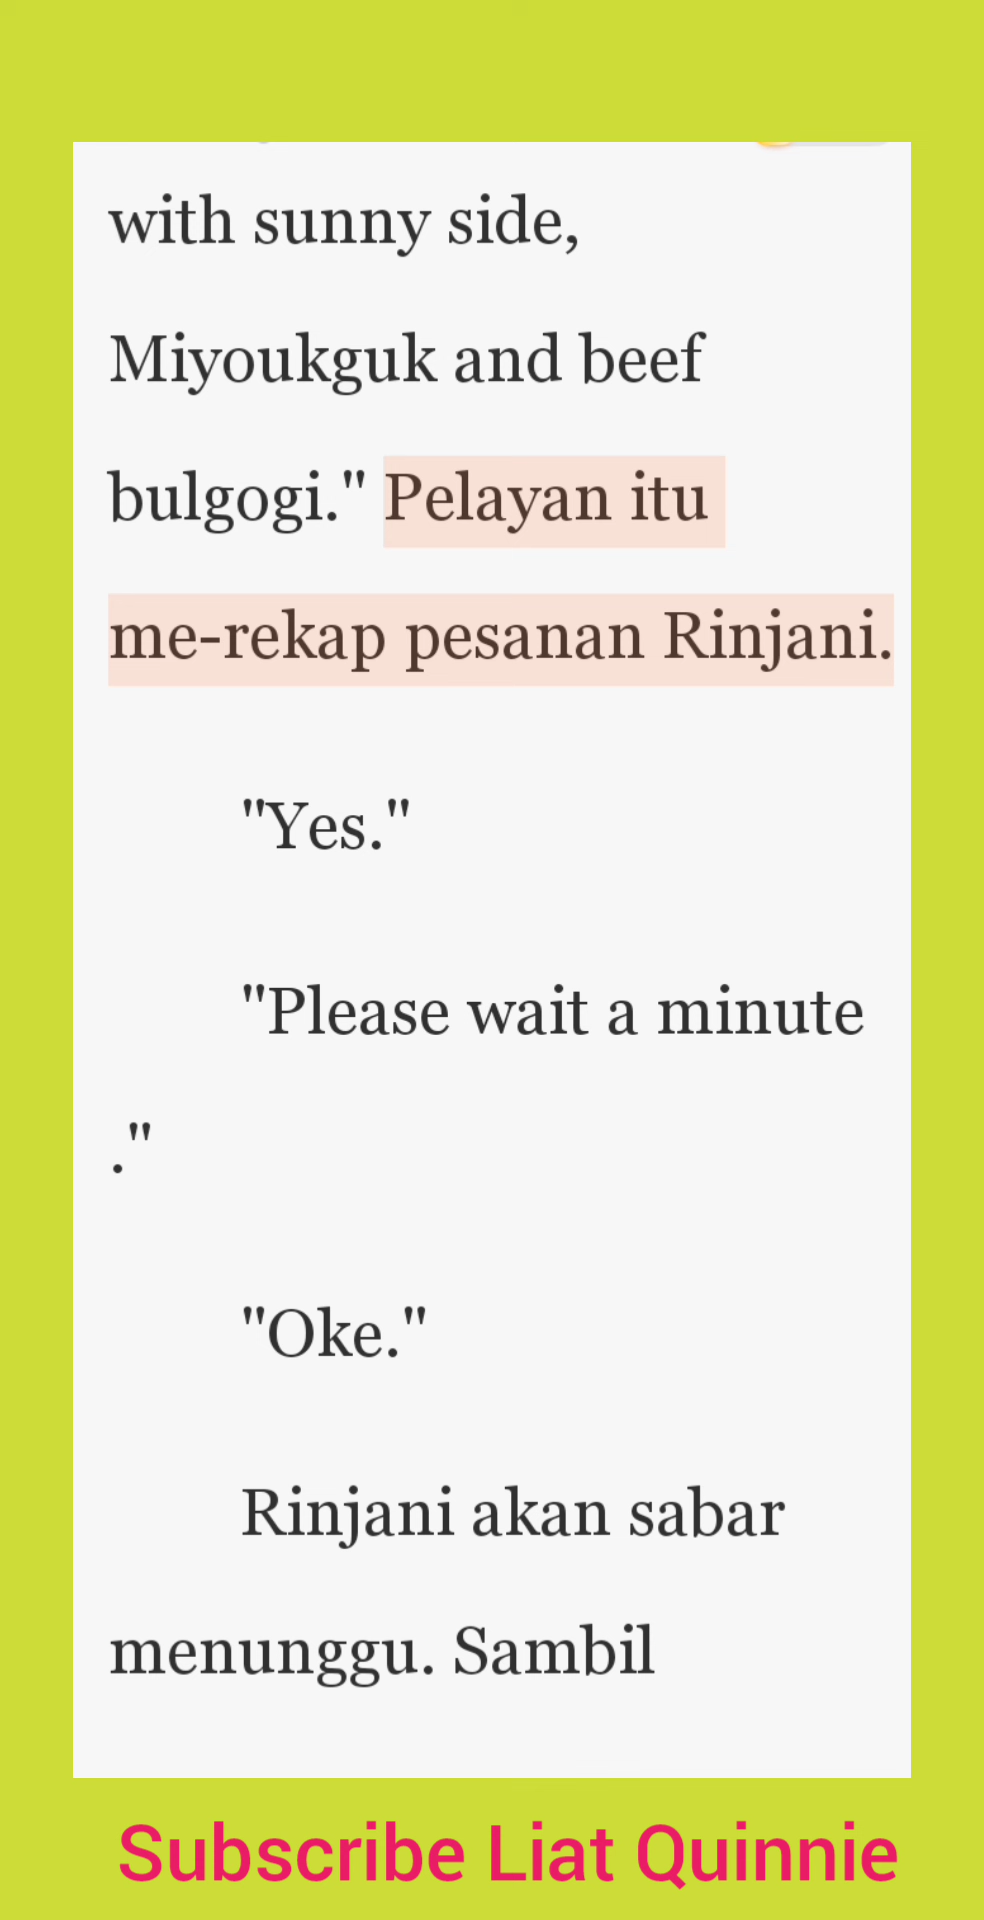 with sunny side,
Miyoukguk and beef
bulgogi." Pelayan itu
me-rekap pesanan Rinjani.
"Yes."
"Please wait a minute
."
"Oke."
Rinjani akan sabar
menunggu. Sambil
Subscribe Liat Quinnie